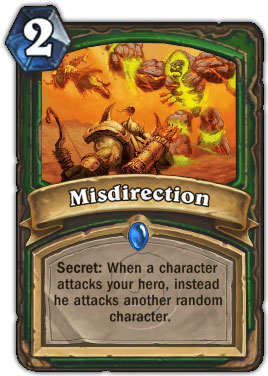 2
Misdirection
Secret: When a character
attacks your hero, instead
he attacks another random
character.